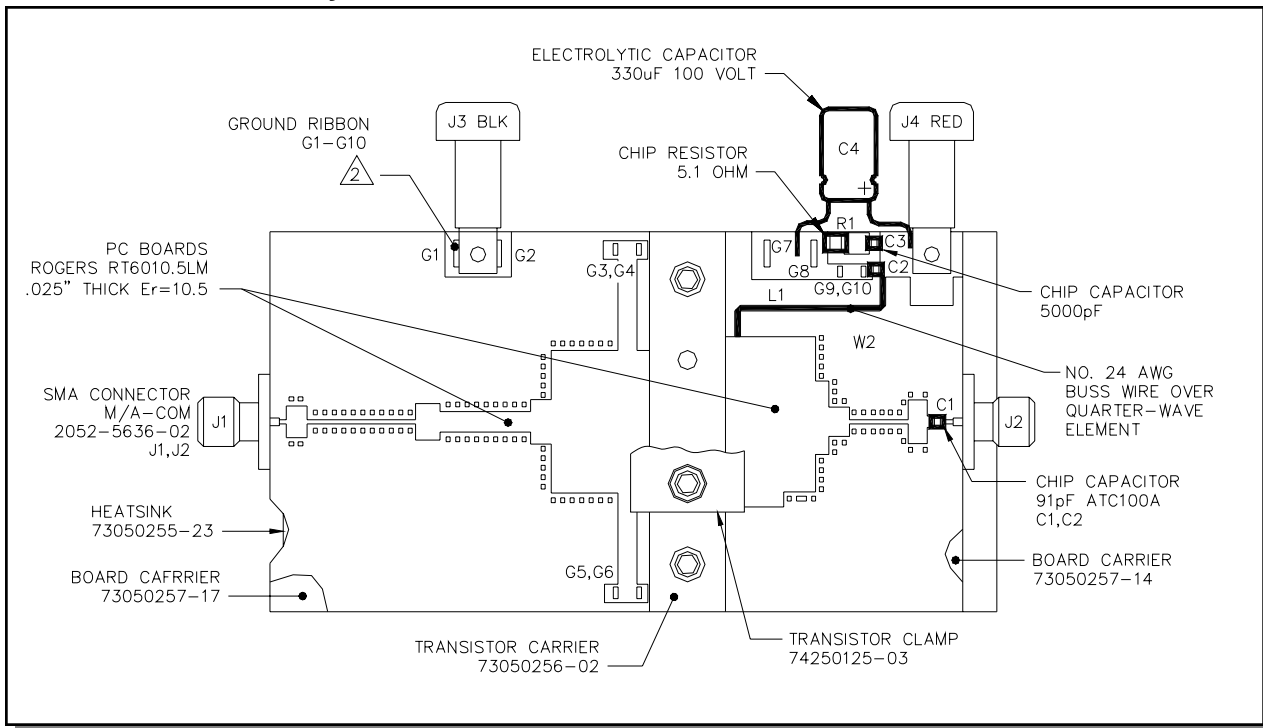 ELECTROLYTIC CAPACITOR
330uF 100 VOLT
GROUND RIBBON
G1-G10
2
J3 BLK
CHIP RESISTOR
5.1 OHM
C4
+
J4 RED
PC BOARDS
ROGERS RT6010.5LM
.025" THICK Er=10.5
G1
G2
G3,G4
G7
G8
R1
C3
C2
G9,G10
L1
W2
CHIP CAPACITOR
5000pF
NO. 24 AWG
BUSS WIRE OVER
QUARTER-WAVE
ELEMENT
SMA CONNECTOR
M/A-COM
2052-5636-02
J1,J2
J1
C1
J2
CHIP CAPACITOR
91pF ATC100A
C1,C2
HEATSINK
73050255-23
BOARD CAFRRIER
73050257-17
G5,G6
BOARD CARRIER
73050257-14
TRANSISTOR CARRIER
73050256-02
TRANSISTOR CLAMP
74250125-03